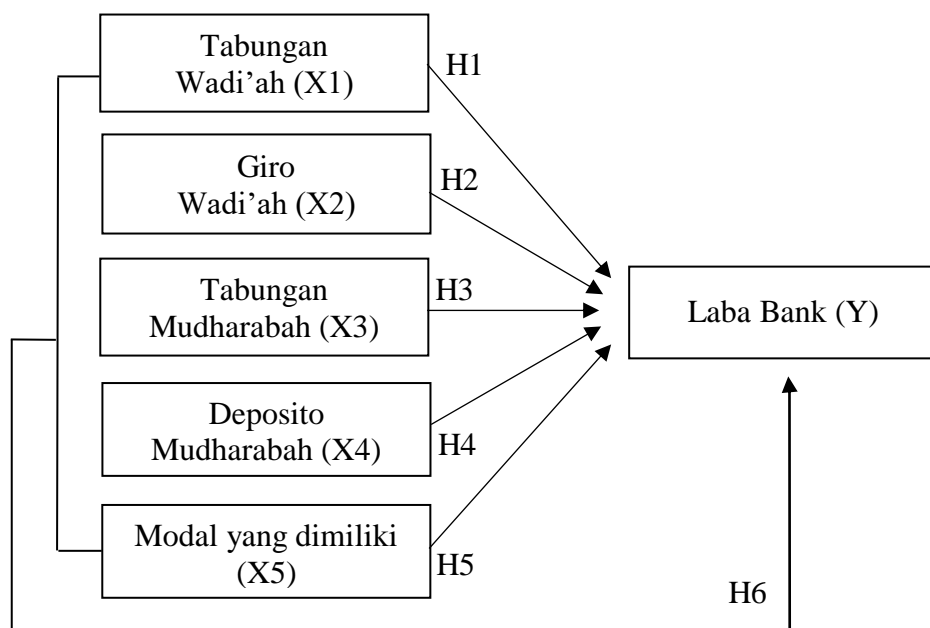 Tabungan
Wadi’ah (X1)
H1
Giro
Wadi’ah (X2)
H2
Tabungan
Mudharabah (X3)
H3
Laba Bank (Y)
Deposito
Mudharabah (X4)
H4
Modal yang dimiliki
(X5)
H5
H6